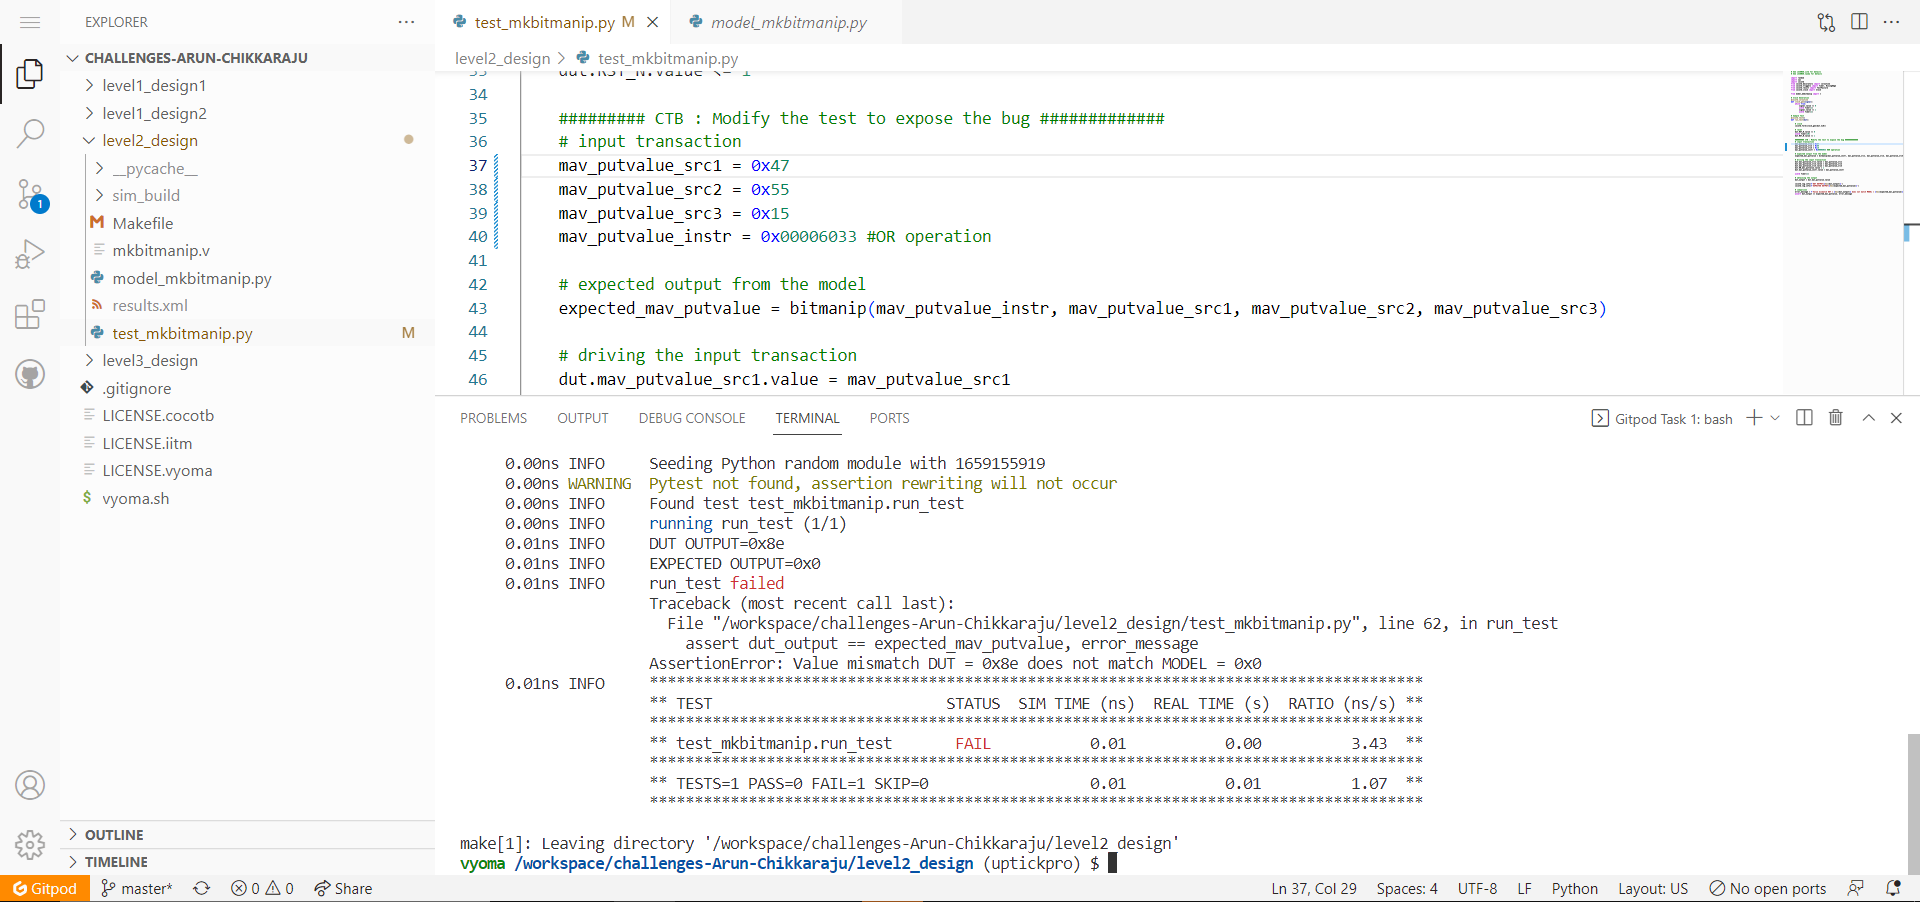 EXPLORER
CHALLENGES-ARUN-CHIKKARAJU
level1_design1
level1_design2
level2_design
__pycache__
sim_build
Makefile
mkbitmanip.v
model_mkbitmanip.py
results.xml
test_mkbitmanip.py M
level3_design
.gitignore
LICENSE.cocotb
LICENSE.iitm
LICENSE.vyoma
$ vyoma.sh
OUTLINE
TIMELINE
1
test_mkbitmanip.py M
model_mkbitmanip.py
level2_design > test_mkbitmanip.py
33 dut.RST_N.value <= 1
34
35 ######### CTB : Modify the test to expose the bug #############
36 # input transaction
37 mav_putvalue_src1 = 0x47
38 mav_putvalue_src2 = 0x55
39 mav_putvalue_src3 = 0x15
40 mav_putvalue_instr = 0x00006033 #OR operation
41
42 # expected output from the model
43 expected_mav_putvalue = bitmanip(mav_putvalue_instr, mav_putvalue_src1, mav_putvalue_src2, mav_putvalue_src3)
44
45 # driving the input transaction
46 dut.mav_putvalue_src1.value = mav_putvalue_src1
PROBLEMS OUTPUT DEBUG CONSOLE TERMINAL PORTS
Gitpod Task 1: bash
0.00ns INFO Seeding Python random module with 1659155919
0.00ns WARNING Pytest not found, assertion rewriting will not occur
0.00ns INFO Found test test_mkbitmanip.run_test
0.00ns INFO running run_test (1/1)
0.01ns INFO DUT OUTPUT=0x8e
0.01ns INFO EXPECTED OUTPUT=0x0
0.01ns INFO run_test failed
Traceback (most recent call last):
File "/workspace/challenges-Arun-Chikkaraju/level2_design/test_mkbitmanip.py", line 62, in run_test
assert dut_output == expected_mav_putvalue, error_message
AssertionError: Value mismatch DUT = 0x8e does not match MODEL = 0x0
0.01ns INFO **************************************************************************************
** TEST STATUS SIM TIME (ns) REAL TIME (s) RATIO (ns/s) **
**************************************************************************************
** test_mkbitmanip.run_test FAIL 0.01 0.00 3.43 **
**************************************************************************************
** TESTS=1 PASS=0 FAIL=1 SKIP=0 0.01 0.01 1.07 **
**************************************************************************************
make[1]: Leaving directory '/workspace/challenges-Arun-Chikkaraju/level2_design'
vyoma /workspace/challenges-Arun-Chikkaraju/level2_design (uptickpro) $
Gitpod master* 0 0 Share Ln 37, Col 29 Spaces: 4 UTF-8 LF Python Layout: US No open ports